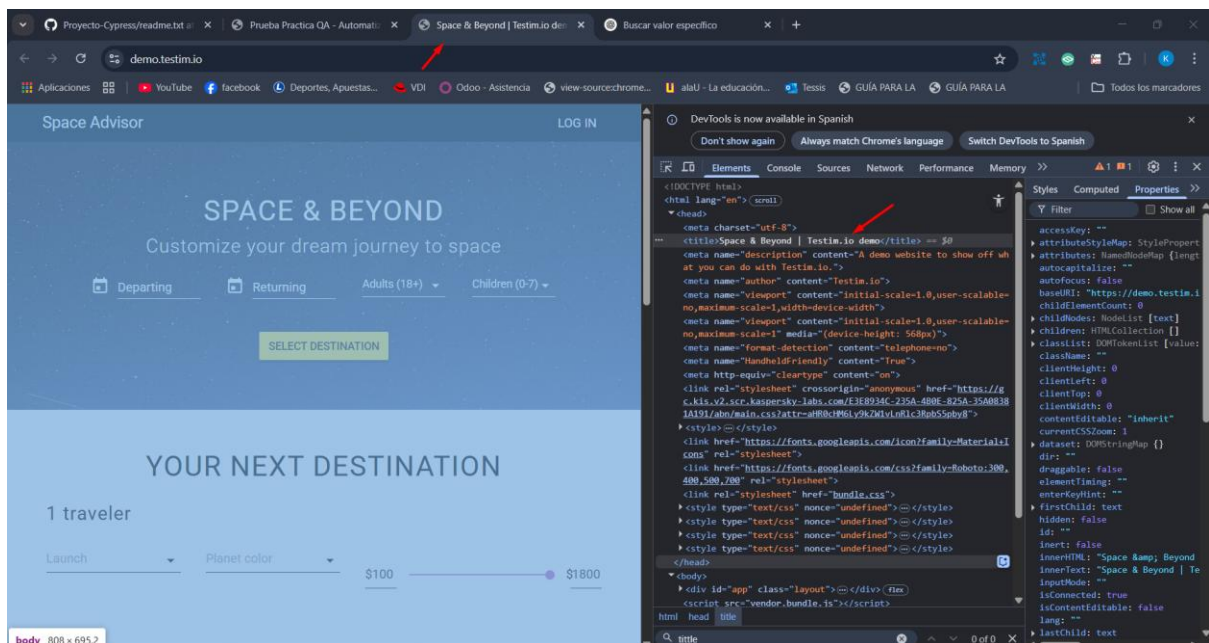 Proyecto-Cypress/readme.txt at
Prueba Practica QA - Automatiz
Space & Beyond | Testim.io dem
Buscar valor específico
demo.testim.io
K
Aplicaciones
YouTube
facebook
Deportes, Apuestas...
VDI
Odoo - Asistencia
view-source:chrome...
alaU - La educación...
Tessis
GUÍA PARA LA
GUÍA PARA LA
Todos los marcadores
Space Advisor
LOG IN
SPACE & BEYOND
Customize your dream journey to space
Departing
Returning
Adults (18+)
Children (0-7)
SELECT DESTINATION
YOUR NEXT DESTINATION
1 traveler
Launch
Planet color
$100
$1800
body 808 × 695.2
DevTools is now available in Spanish
Don't show again
Always match Chrome's language
Switch DevTools to Spanish
Elements Console Sources Network Performance Memory
1 1
<!DOCTYPE html>
<html lang="en"> scroll
<head>
<meta charset="utf-8">
<title>Space & Beyond | Testim.io demo</title> == $0
<meta name="description" content="A demo website to show off wh
at you can do with Testim.io.">
<meta name="author" content="Testim.io">
<meta name="viewport" content="initial-scale=1.0,user-scalable=
no,maximum-scale=1,width=device-width">
<meta name="viewport" content="initial-scale=1.0,user-scalable=
no,maximum-scale=1" media="(device-height: 568px)">
<meta name="format-detection" content="telephone=no">
<meta name="HandheldFriendly" content="True">
<meta http-equiv="cleartype" content="on">
<link rel="stylesheet" crossorigin="anonymous" href="https://g
c.kis.v2.scr.kaspersky-labs.com/E3E8934C-235A-4B0E-825A-35A0838
<style>…</style>
<link href="https://fonts.googleapis.com/icon?family=Material+I
cons" rel="stylesheet">
<link href="https://fonts.googleapis.com/css?family=Roboto:300,
400,500,700" rel="stylesheet">
<link rel="stylesheet" href="bundle.css">
<style type="text/css" nonce="undefined">…</style>
<style type="text/css" nonce="undefined">…</style>
<style type="text/css" nonce="undefined">…</style>
<style type="text/css" nonce="undefined">…</style>
</head>
<body>
<div id="app" class="layout">…</div> flex
<script src="vendor.bundle.js"></script>
html head title
tittle
0 of 0
Styles Computed Properties
Filter
Show all
accessKey: ""
attributeStyleMap: StylePropert
attributes: NamedNodeMap {lengt
autocapitalize: ""
autofocus: false
baseURI: "https://demo.testim.i
childElementCount: 0
childNodes: NodeList [text]
children: HTMLCollection []
classList: DOMTokenList [value:
className: ""
clientHeight: 0
clientLeft: 0
clientTop: 0
clientWidth: 0
contentEditable: "inherit"
currentCSSZoom: 1
dataset: DOMStringMap {}
dir: ""
draggable: false
elementTiming: ""
enterKeyHint: ""
firstChild: text
hidden: false
id: ""
inert: false
innerHTML: "Space &amp; Beyond
innerText: "Space & Beyond | Te
inputMode: ""
isConnected: true
isContentEditable: false
lang: ""
lastChild: text